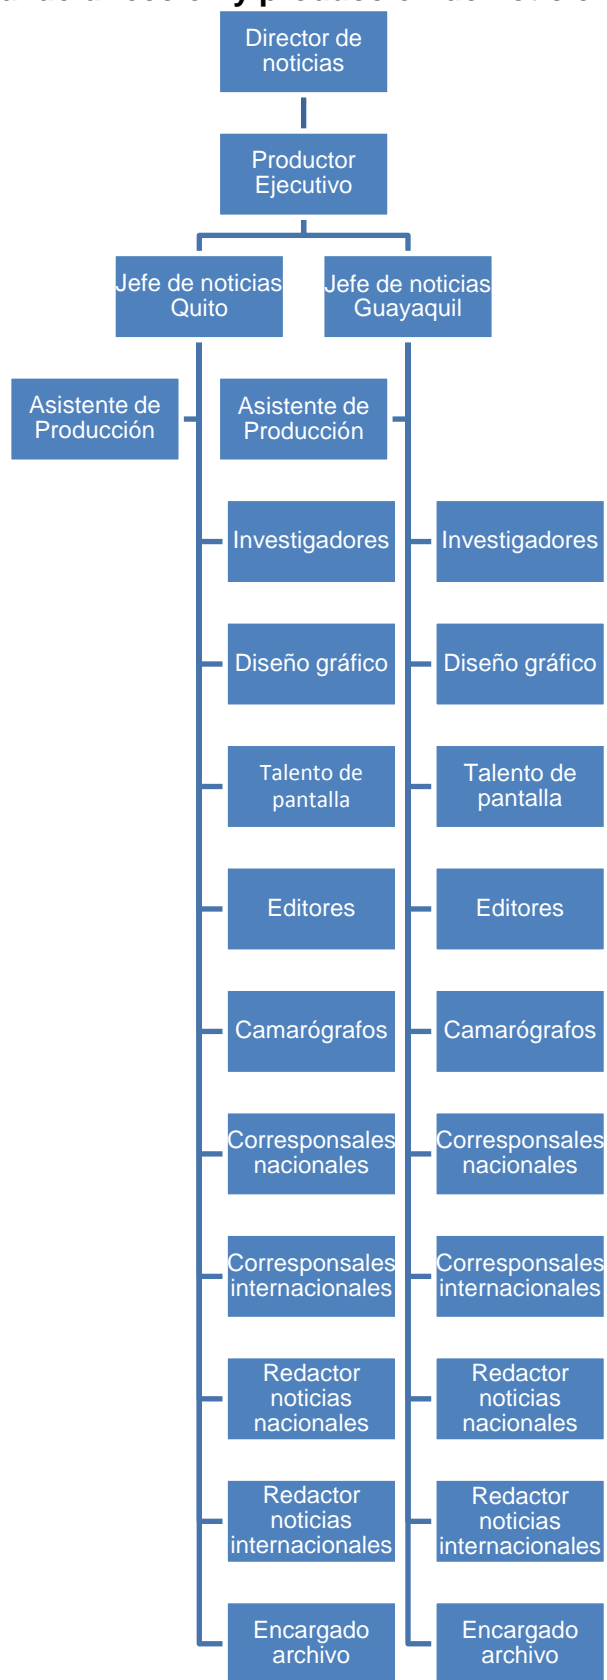 Director de
noticias
Productor
Ejecutivo
Jefe de noticias
Quito
Jefe de noticias
Guayaquil
Asistente de
Producción
Asistente de
Producción
Investigadores
Investigadores
Diseño gráfico
Diseño gráfico
Talento de
pantalla
Talento de
pantalla
Editores
Editores
Camarógrafos
Camarógrafos
Corresponsales
nacionales
Corresponsales
nacionales
Corresponsales
internacionales
Corresponsales
internacionales
Redactor
noticias
nacionales
Redactor
noticias
nacionales
Redactor
noticias
internacionales
Redactor
noticias
internacionales
Encargado
archivo
Encargado
archivo